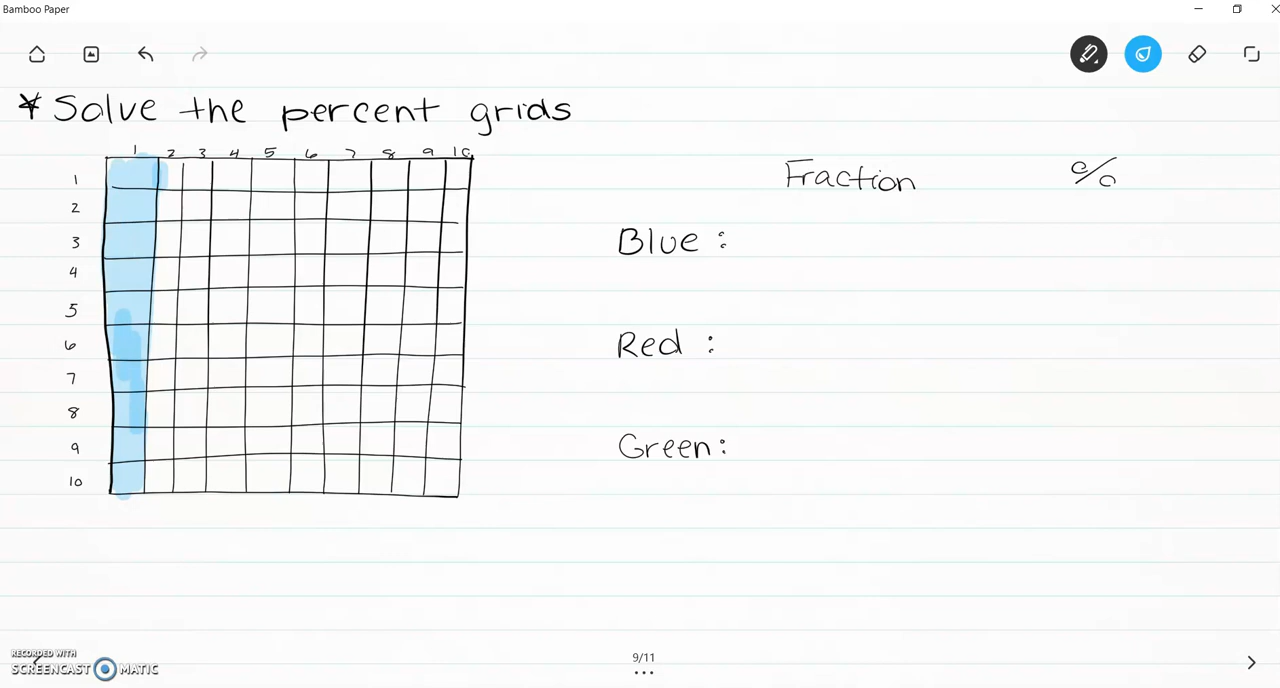 Bamboo Paper
* Solve the percent grids
1 2 3 4 5 6 7 8 9 10
1
2
3
4
5
6
7
8
9
10
Fraction %
Blue :
Red :
Green :
RECORDED WITH
SCREENCAST MATIC
9/11